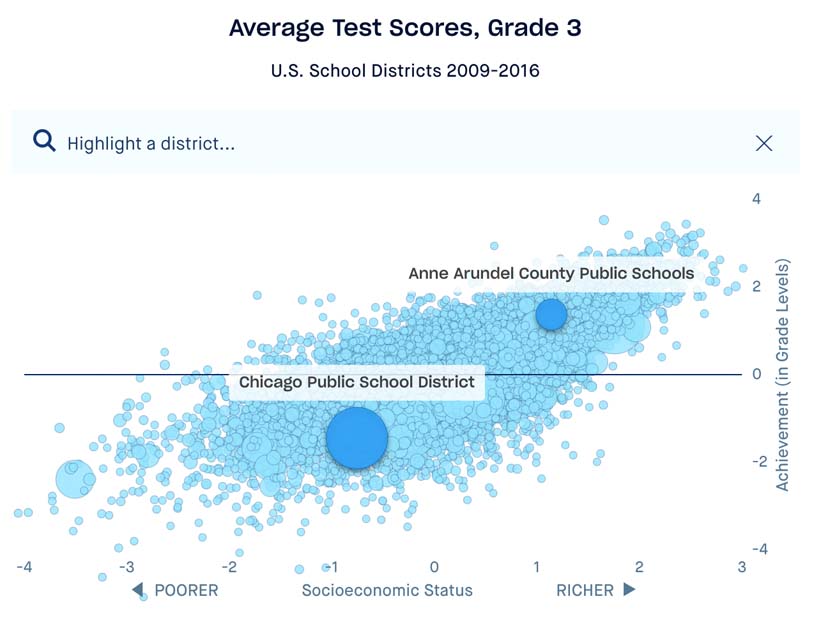 Average Test Scores, Grade 3
U.S. School Districts 2009-2016
Highlight a district...
4
Anne Arundel County Public Schools
2
0
Chicago Public School District
-2
-4
Achievement (in Grade Levels)
-4 -3 -2 -1 0 1 2 3
POORER Socioeconomic Status RICHER